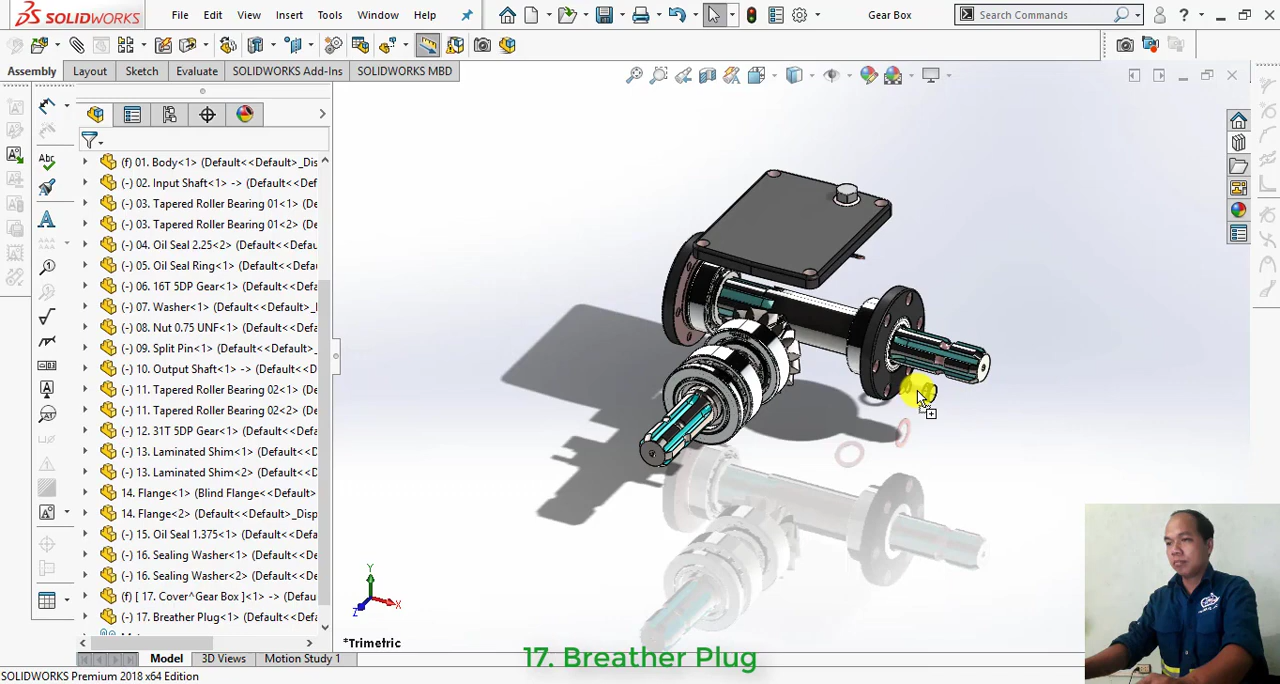 SOLIDWORKS
File Edit View Insert Tools Window Help
Gear Box
Search Commands
Assembly Layout Sketch Evaluate SOLIDWORKS Add-Ins SOLIDWORKS MBD
(f) 01. Body<1> (Default<<Default>_Dis
(-) 02. Input Shaft<1> -> (Default<<Def
(-) 03. Tapered Roller Bearing 01<1> (
(-) 03. Tapered Roller Bearing 01<2> (
(-) 04. Oil Seal 2.25<2> (Default<<Defau
(-) 05. Oil Seal Ring<1> (Default<<Defa
(-) 06. 16T 5DP Gear<1> (Default<<Def
(-) 07. Washer<1> (Default<<Default>_D
(-) 08. Nut 0.75 UNF<1> (Default<<Defa
(-) 09. Split Pin<1> (Default<<Default>_
(-) 10. Output Shaft<1> (Default<<Def
(-) 11. Tapered Roller Bearing 02<1> (
(-) 11. Tapered Roller Bearing 02<2> (
(-) 12. 31T 5DP Gear<1> (Default<<Def
(-) 13. Laminated Shim<1> (Default<<D
(-) 13. Laminated Shim<2> (Default<<D
14. Flange<1> (Blind Flange<<Default
14. Flange<2> (Default<<Default>_Disp
(-) 15. Oil Seal 1.375<1> (Default<<Def
(-) 16. Sealing Washer<1> (Default<<De
(-) 16. Sealing Washer<2> (Default<<De
(f) [ 17. Cover^Gear Box ]<1> -> (Defau
(-) 17. Breather Plug<1> (Default<<Def
Y
X
Z
*Trimetric
17. Breather Plug
Model 3D Views Motion Study 1
SOLIDWORKS Premium 2018 x64 Edition